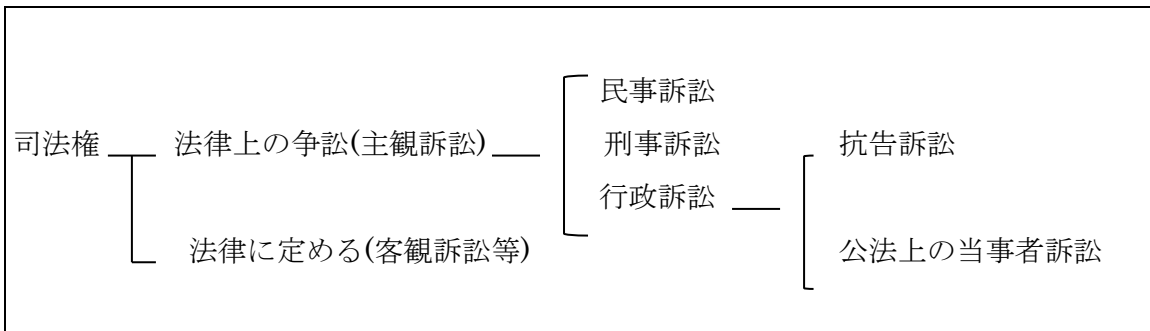 民事訴訟
司法権 法律上の争訟(主観訴訟) 刑事訴訟 抗告訴訟
行政訴訟
法律に定める(客観訴訟等) 公法上の当事者訴訟